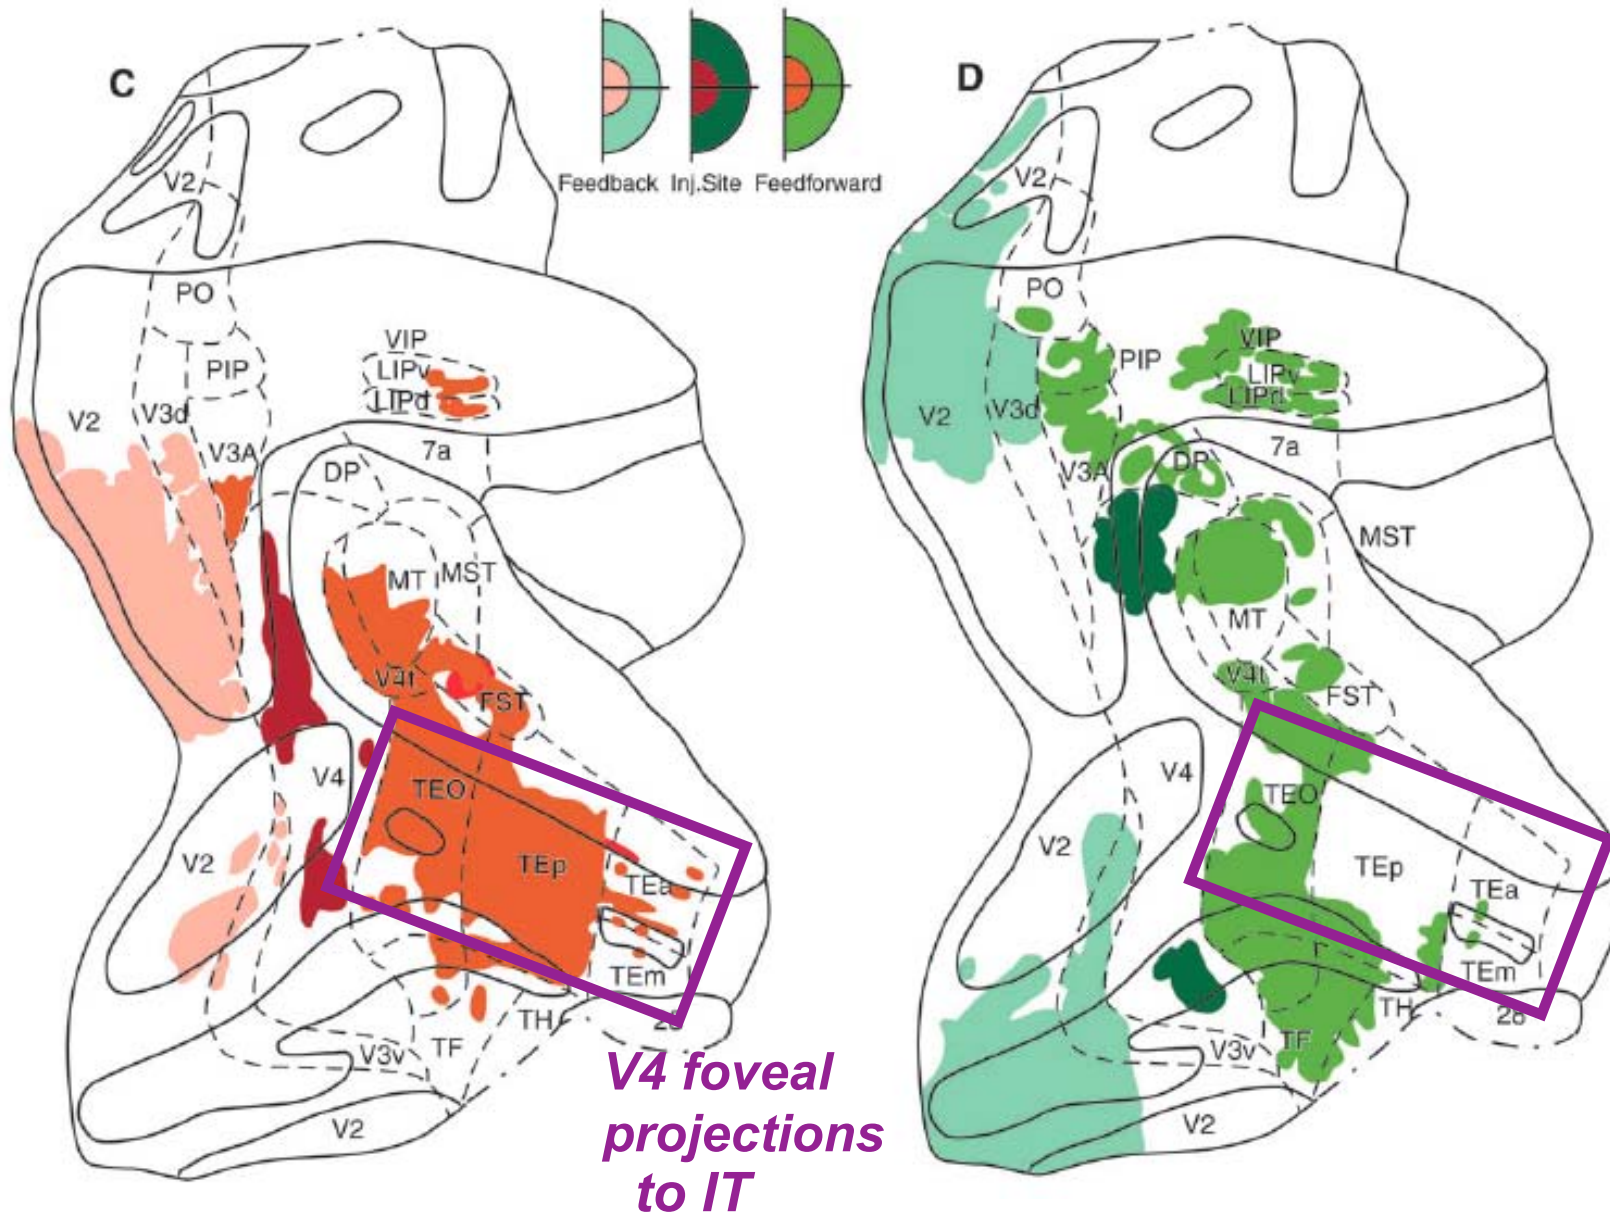 C
D
Feedback Inj.Site Feedforward
V2
PO
PIP
VIP
LIPv
LIPd
V2
V3d
V3A
7a
DP
MT
MST
V4t
FST
V4
TEO
V2
TEp
TEa
TEm
TH
TF
V3v
V2
V2
PO
PIP
VIP
LIPv
LIPd
V2
V3d
V3A
DP
7a
MST
MT
V4t
FST
V4
TEO
V2
TEp
TEa
TEm
TH
28
TF
V3v
V2
V4 foveal
projections
to IT